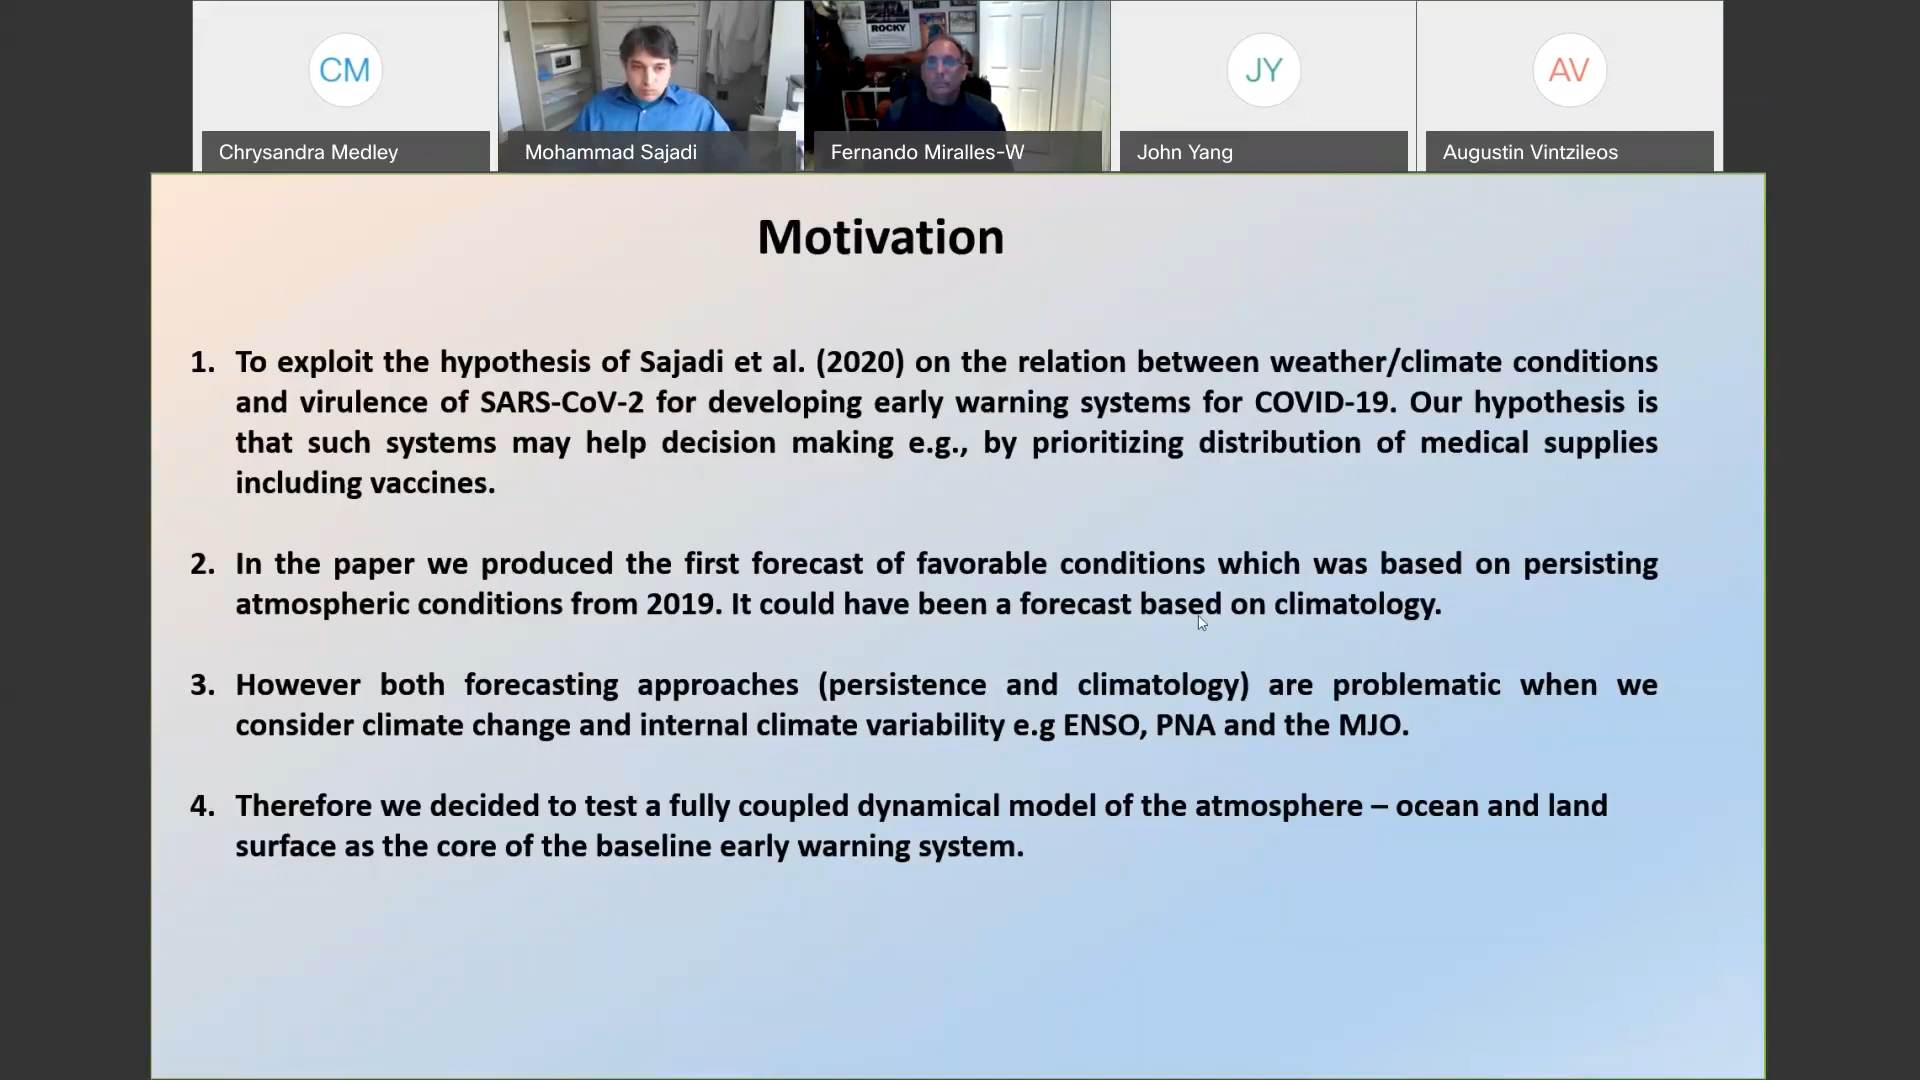 CM
JY
AV
ROCKY
Chrysandra Medley
Mohammad Sajadi
Fernando Miralles-W
John Yang
Augustin Vintzileos
Motivation
1. To exploit the hypothesis of Sajadi et al. (2020) on the relation between weather/climate conditions
and virulence of SARS-CoV-2 for developing early warning systems for COVID-19. Our hypothesis is
that such systems may help decision making e.g., by prioritizing distribution of medical supplies
including vaccines.
2. In the paper we produced the first forecast of favorable conditions which was based on persisting
atmospheric conditions from 2019. It could have been a forecast based on climatology.
3. However both forecasting approaches (persistence and climatology) are problematic when we
consider climate change and internal climate variability e.g ENSO, PNA and the MJO.
4. Therefore we decided to test a fully coupled dynamical model of the atmosphere – ocean and land
surface as the core of the baseline early warning system.